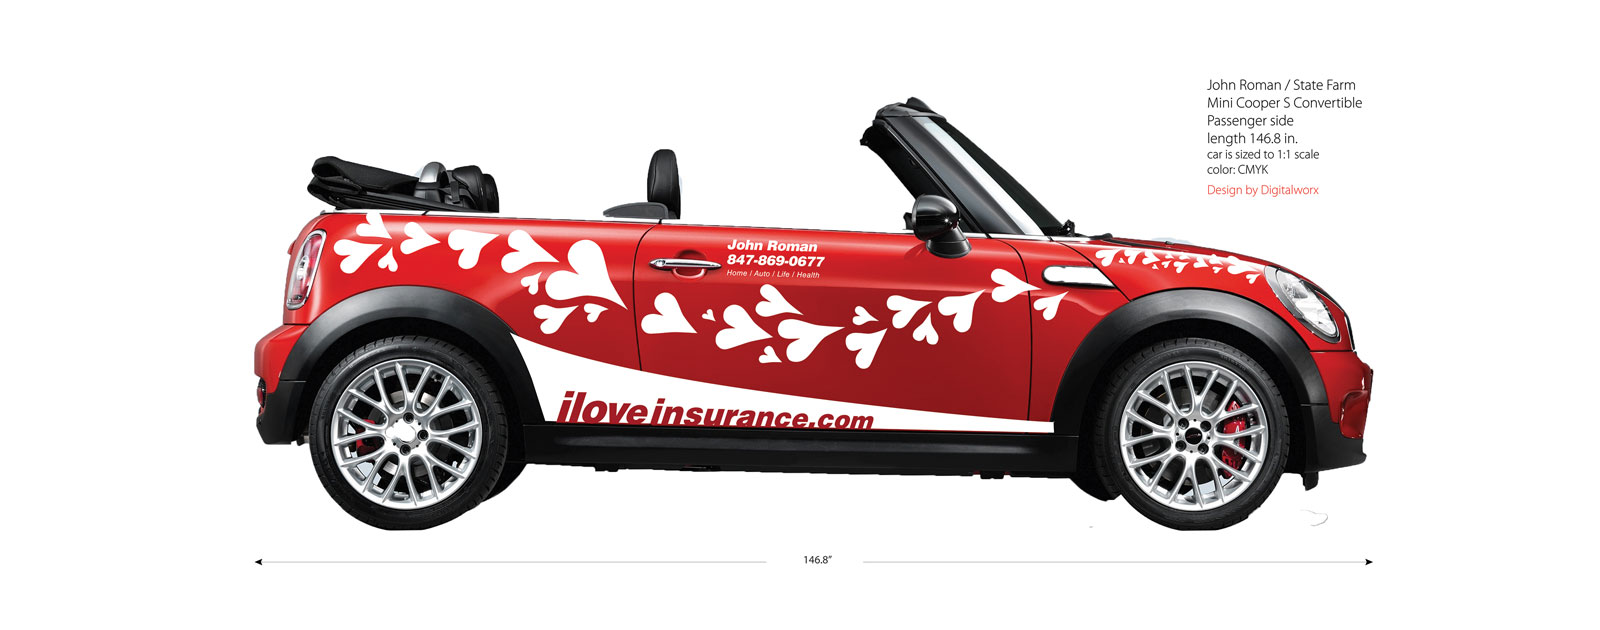 John Roman / State Farm
Mini Cooper S Convertible
Passenger side
length 146.8 in.
car is sized to 1:1 scale
color: CMYK
Design by Digitalworx
John Roman
847-869-0677
Home / Auto / Life / Health
iloveinsurance.com
146.8"